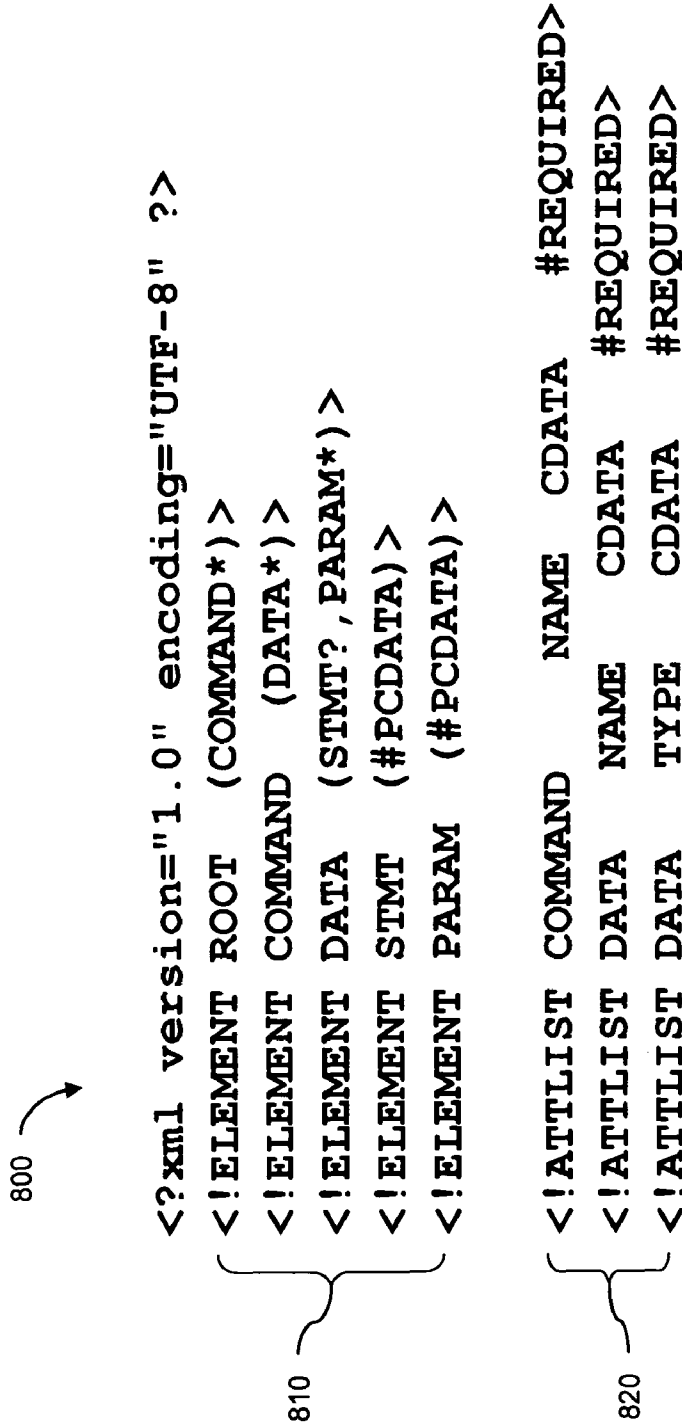 800
<?xml version="1.0" encoding="UTF-8" ?>
<!ELEMENT ROOT (COMMAND*)>
<!ELEMENT COMMAND (DATA*)>
<!ELEMENT DATA (STMT?,PARAM*)>
<!ELEMENT STMT (#PCDATA)>
<!ELEMENT PARAM (#PCDATA)>
810
<!ATTLIST COMMAND NAME CDATA #REQUIRED>
<!ATTLIST DATA NAME CDATA #REQUIRED>
<!ATTLIST DATA TYPE CDATA #REQUIRED>
820